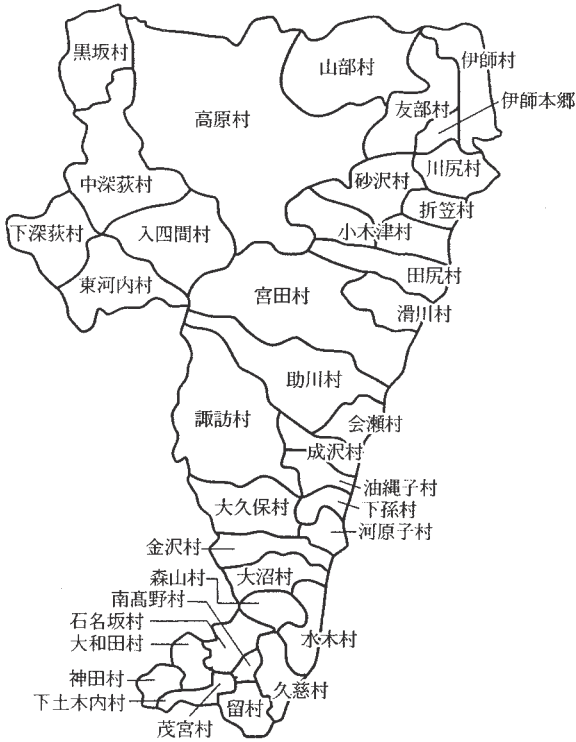 黒坂村
山部村
伊師村
高原村
友部村
伊師本郷
中深荻村
砂沢村
川尻村
下深荻村
入四間村
小木津村
折笠村
東河内村
宮田村
田尻村
滑川村
助川村
諏訪村
会瀬村
成沢村
油縄子村
大久保村
下孫村
河原子村
金沢村
森山村
大沼村
南髙野村
石名坂村
大和田村
水木村
神田村
下土木内村
久慈村
茂宮村
留村